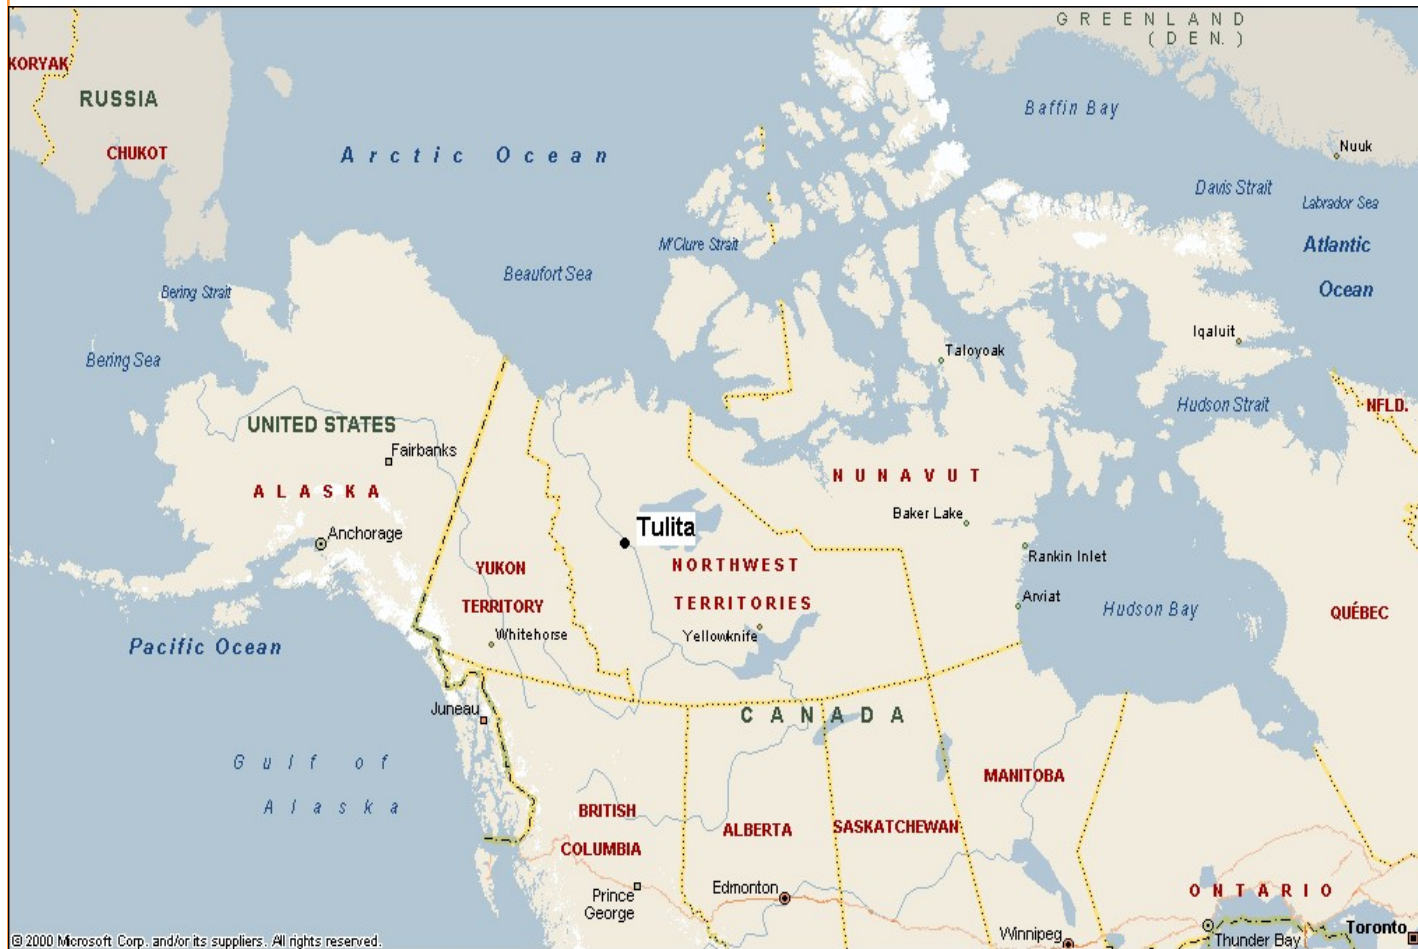 GREENLAND
(DEN.)
KORYAK
RUSSIA
CHUKOT
Arctic Ocean
Baffin Bay
Nuuk
Davis Strait
Labrador Sea
Atlantic
Ocean
M'Clure Strait
Beaufort Sea
Bering Strait
Bering Sea
Iqaluit
Taloyoak
Hudson Strait
NFLD.
UNITED STATES
Fairbanks
ALASKA
NUNAVUT
Baker Lake
Anchorage
Tulita
Rankin Inlet
YUKON
TERRITORY
NORTHWEST
TERRITORIES
Arviat
Hudson Bay
QUÉBEC
Whitehorse
Yellowknife
Pacific Ocean
Juneau
CANADA
Gulf of
Alaska
MANITOBA
BRITISH
COLUMBIA
ALBERTA
SASKATCHEWAN
Prince
George
Edmonton
ONTARIO
Winnipeg
Thunder Bay
Toronto
© 2000 Microsoft Corp. and/or its suppliers. All rights reserved.